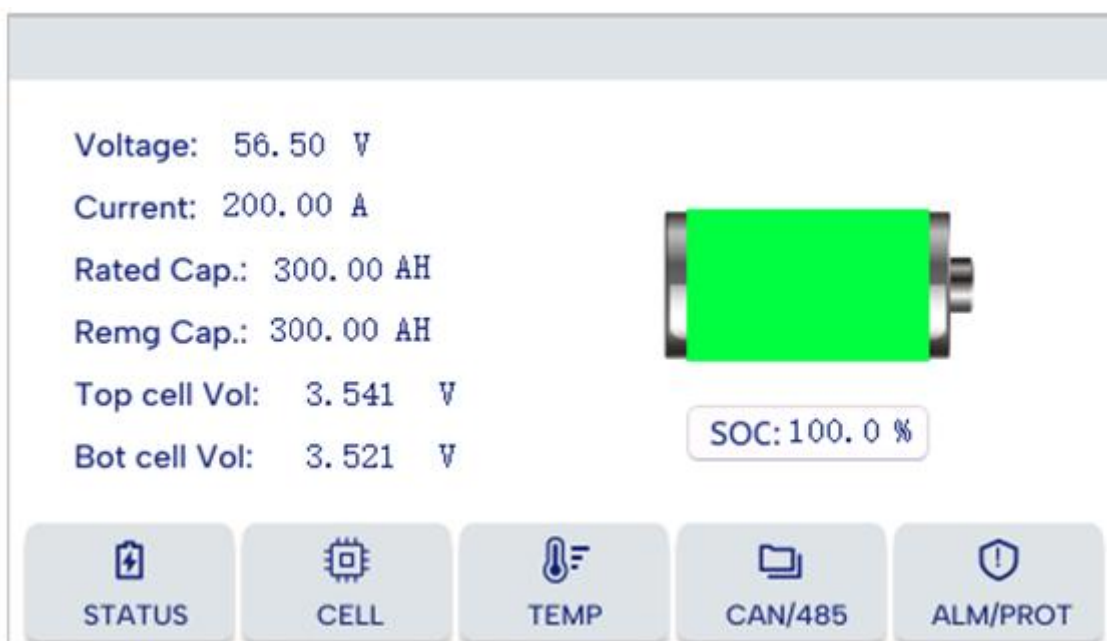 Voltage: 56.50 V
Current: 200.00 A
Rated Cap.: 300.00 AH
Remg Cap.: 300.00 AH
Top cell Vol: 3.541 V
Bot cell Vol: 3.521 V
SOC: 100.0 %
STATUS
CELL
TEMP
CAN/485
ALM/PROT